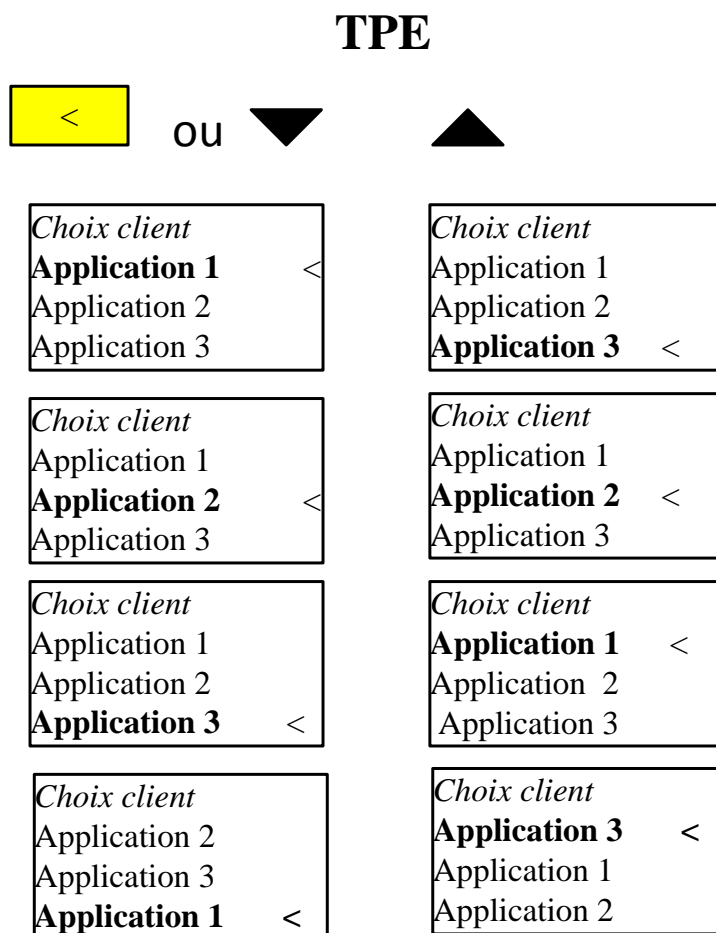 TPE
<
ou
Choix client
Application 1 <
Application 2
Application 3
Choix client
Application 1
Application 2 <
Application 3
Choix client
Application 1
Application 2
Application 3 <
Choix client
Application 2
Application 3
Application 1 <
Choix client
Application 1
Application 2
Application 3 <
Choix client
Application 1
Application 2 <
Application 3
Choix client
Application 1 <
Application 2
Application 3
Choix client
Application 3 <
Application 1
Application 2